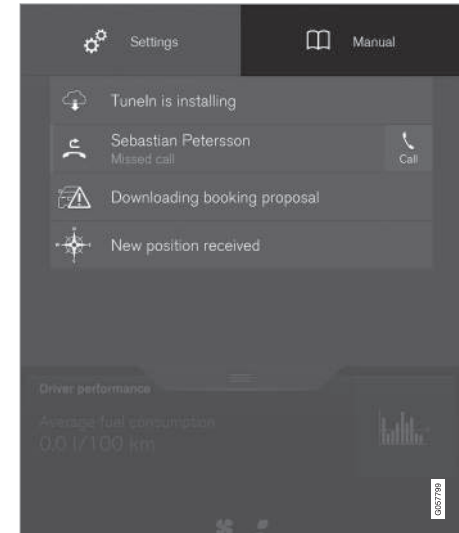 Settings
Manual
TuneIn is installing
Sebastian Petersson
Missed call
Call
Downloading booking proposal
New position received
Driver performance
Average fuel consumption
0.0 l/100 km
G057799